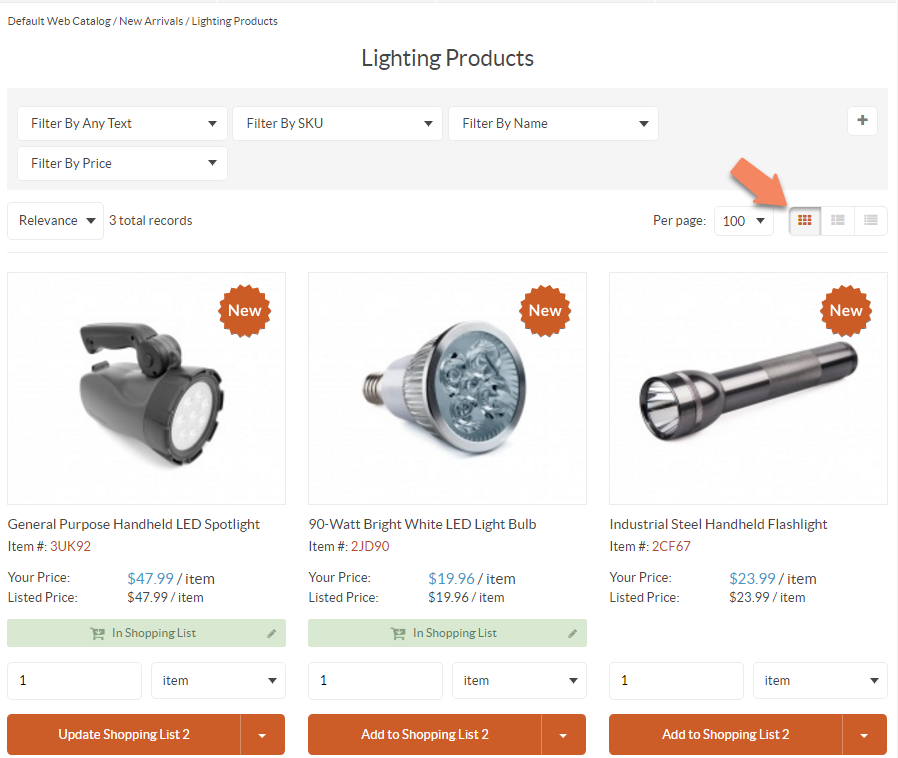 Default Web Catalog / New Arrivals / Lighting Products
Lighting Products
Filter By Any Text
Filter By SKU
Filter By Name
+
Filter By Price
Relevance
3 total records
Per page:
100
New
New
New
General Purpose Handheld LED Spotlight
Item #: 3UK92
Your Price: $47.99 / item
Listed Price: $47.99 / item
In Shopping List
1
item
Update Shopping List 2
90-Watt Bright White LED Light Bulb
Item #: 2JD90
Your Price: $19.96 / item
Listed Price: $19.96 / item
In Shopping List
1
item
Add to Shopping List 2
Industrial Steel Handheld Flashlight
Item #: 2CF67
Your Price: $23.99 / item
Listed Price: $23.99 / item
1
item
Add to Shopping List 2